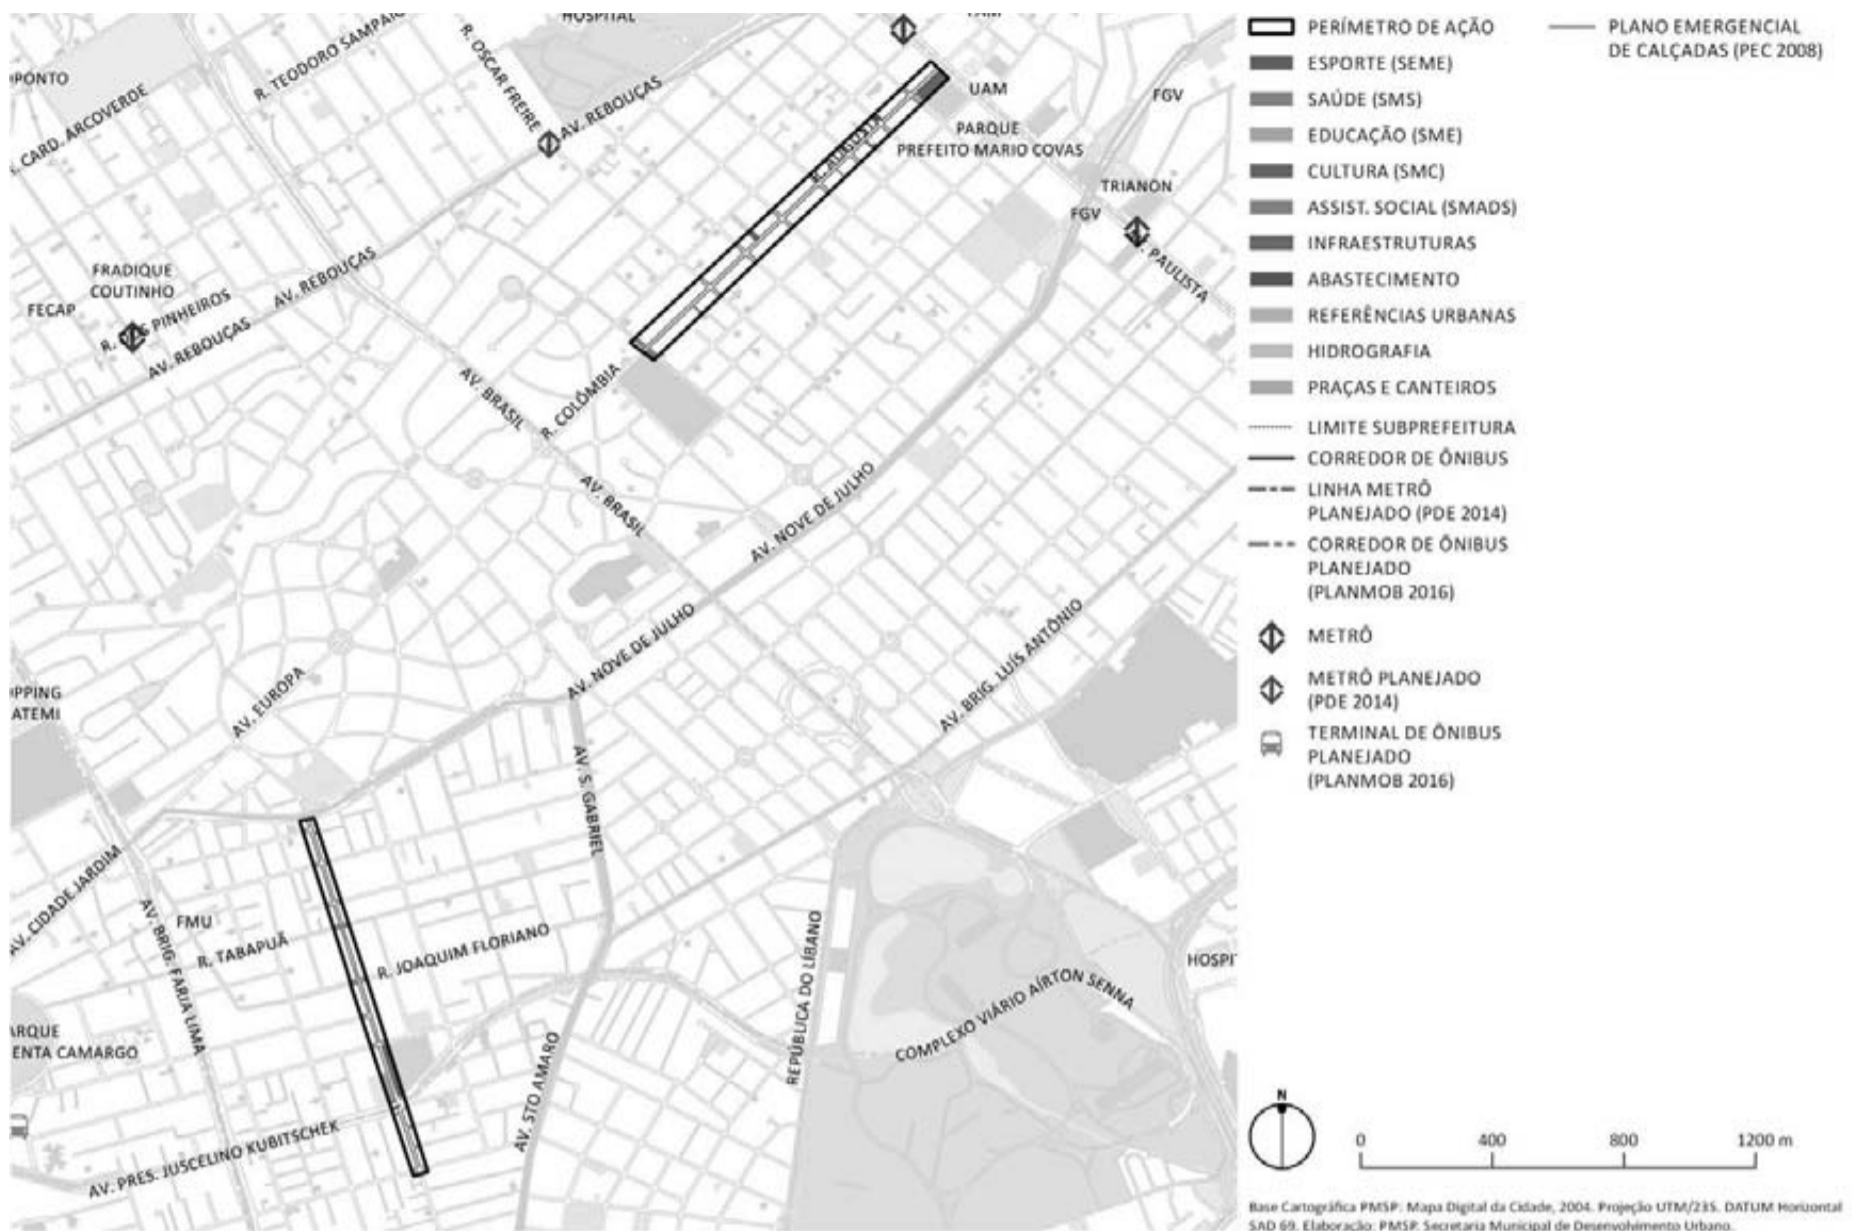 HOSPITAL
R. TEODORO SAMPAIO
R. OSCAR FREIRE
PONTO
CARD. ARCOVERDE
AV. REBOUÇAS
UAM
FGV
R. AUGUSTA
PARQUE
PREFEITO MARIO COVAS
TRIANON
FGV
PAULISTA
FRADIQUE
COUTINHO
FECAP
PINHEIROS
AV. REBOUÇAS
AV. REBOUÇAS
AV. BRASIL
R. COLÔMBIA
AV. BRASIL
AV. NOVE DE JULHO
AV. NOVE DE JULHO
AV. BRIG. LUÍS ANTÔNIO
AV. EUROPA
PPING
ATEMI
AV. S. GABRIEL
AV. CIDADE JARDIM
AV. BRIG. FARIA LIMA
FMU
R. TABAPUÃ
R. JOAQUIM FLORIANO
REPÚBLICA DO LÍBANO
HOSPI
COMPLEXO VIÁRIO AÍRTON SENNA
ARQUE
ENTA CAMARGO
AV. STO AMARO
AV. PRES. JUSCELINO KUBITSCHEK
PERÍMETRO DE AÇÃO
ESPORTE (SEME)
SAÚDE (SMS)
EDUCAÇÃO (SME)
CULTURA (SMC)
ASSIST. SOCIAL (SMADS)
INFRAESTRUTURAS
ABASTECIMENTO
REFERÊNCIAS URBANAS
HIDROGRAFIA
PRAÇAS E CANTEIROS
LIMITE SUBPREFEITURA
CORREDOR DE ÔNIBUS
LINHA METRÔ
PLANEJADO (PDE 2014)
CORREDOR DE ÔNIBUS
PLANEJADO
(PLANMOB 2016)
METRÔ
METRÔ PLANEJADO
(PDE 2014)
TERMINAL DE ÔNIBUS
PLANEJADO
(PLANMOB 2016)
PLANO EMERGENCIAL
DE CALÇADAS (PEC 2008)
N
0 400 800 1200 m
Base Cartográfica PMSP: Mapa Digital da Cidade, 2004. Projeção UTM/23S. DATUM Horizontal
SAD 69. Elaboração: PMSP. Secretaria Municipal de Desenvolvimento Urbano.